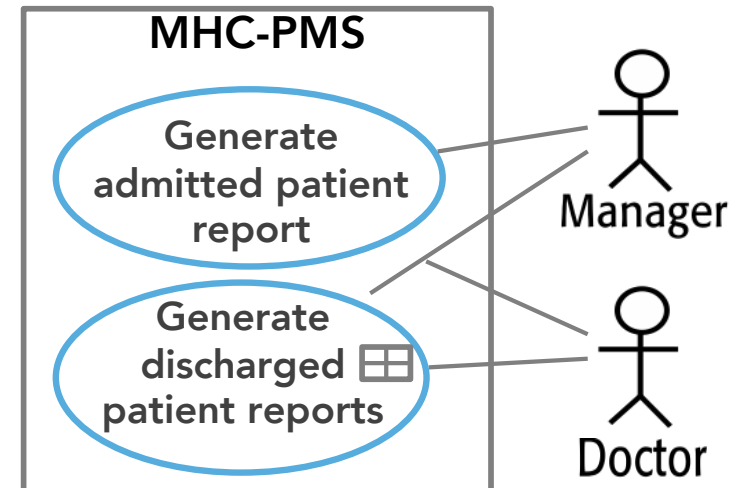 MHC-PMS
Generate
admitted patient
report
Manager
Generate
discharged
patient reports
Doctor